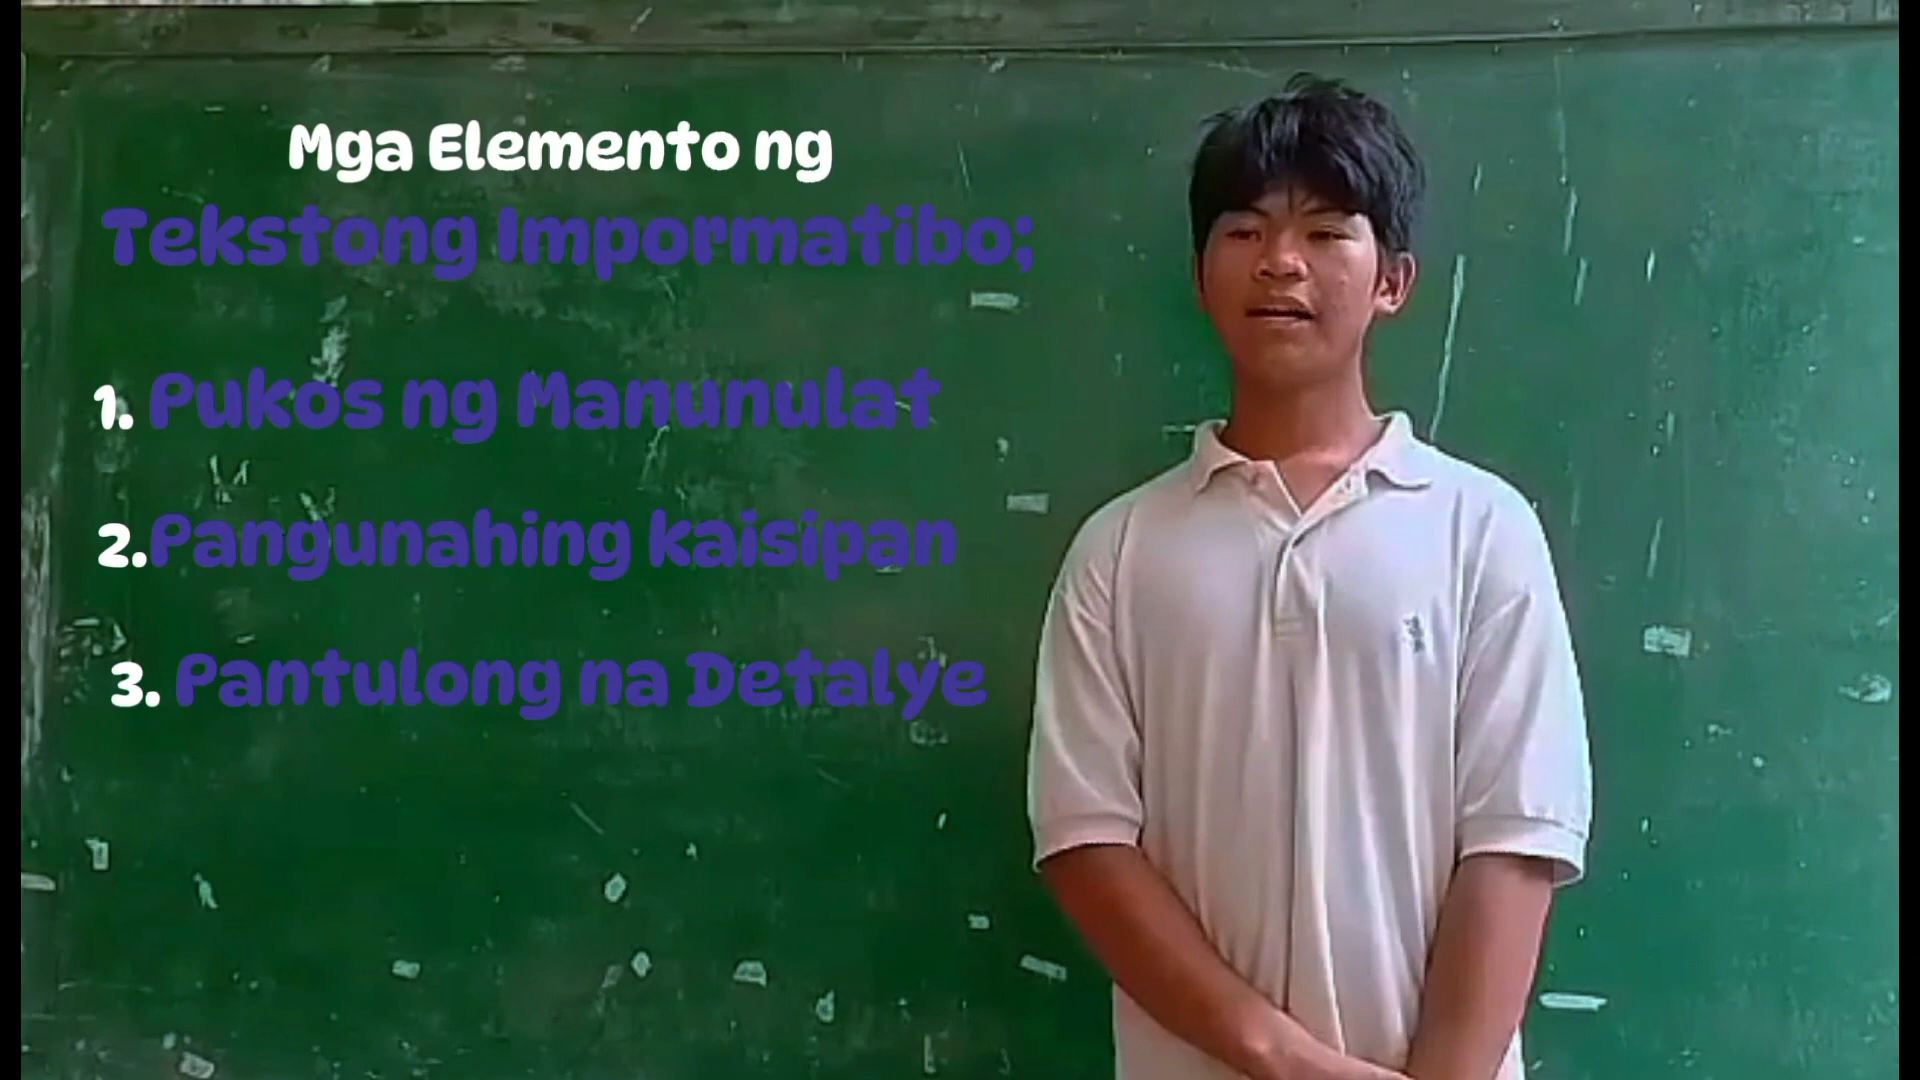 Mga Elemento ng
Tekstong Impormatibo;
1. Pukos ng Manunulat
2.Pangunahing kaisipan
3. Pantulong na Detalye